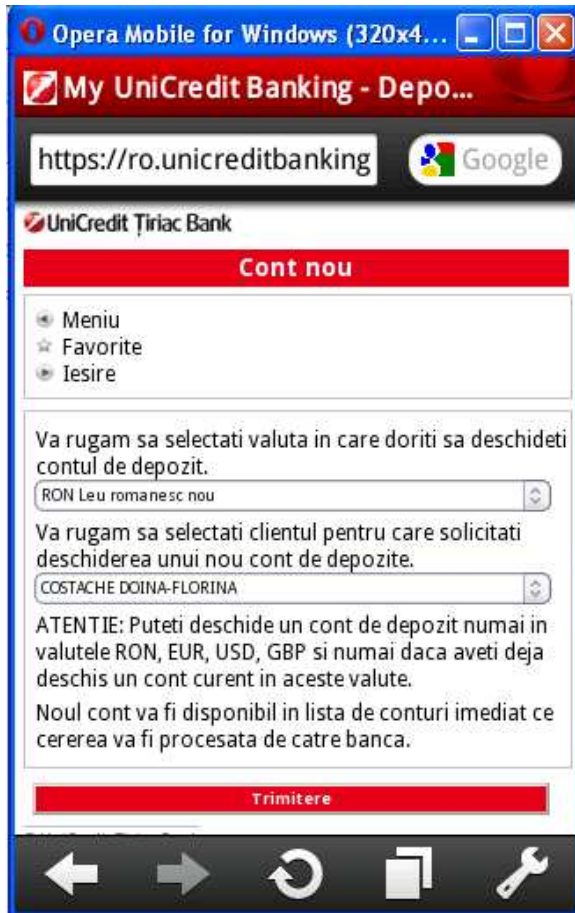 Opera Mobile for Windows (320x4...
My UniCredit Banking - Depo...
https://ro.unicreditbanking
Google
UniCredit Țiriac Bank
Cont nou
Meniu
Favorite
Iesire
Va rugam sa selectati valuta in care doriti sa deschideti
contul de depozit.
RON Leu romanesc nou
Va rugam sa selectati clientul pentru care solicitati
deschiderea unui nou cont de depozite.
COSTACHE DOINA-FLORINA
ATENTIE: Puteti deschide un cont de depozit numai in
valutele RON, EUR, USD, GBP si numai daca aveti deja
deschis un cont curent in aceste valute.
Noul cont va fi disponibil in lista de conturi imediat ce
cererea va fi procesata de catre banca.
Trimitere